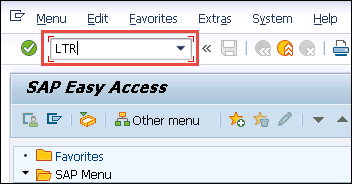 Menu Edit Favorites Extras System Help
LTR
SAP Easy Access
Other menu
Favorites
SAP Menu